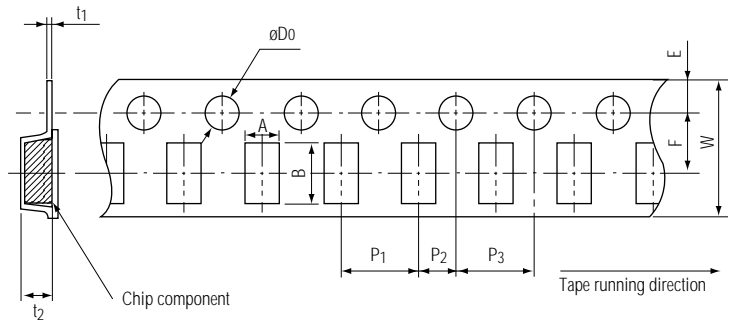 t1
øD0
E
A
B
F
W
P1
P2
P3
Tape running direction
Chip component
t2